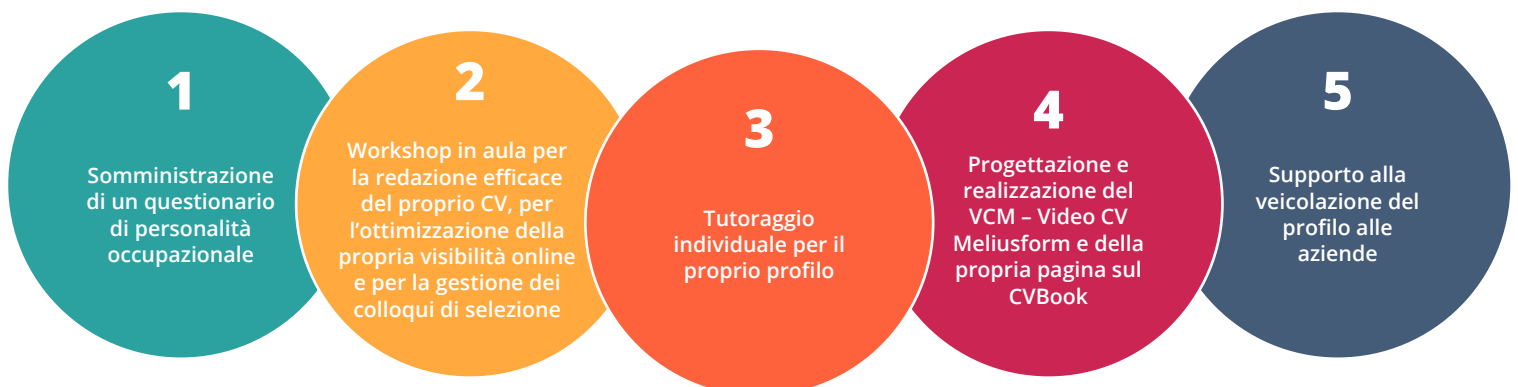 1
Somministrazione
di un questionario
di personalità
occupazionale
2
Workshop in aula per
la redazione efficace
del proprio CV, per
l’ottimizzazione della
propria visibilità online
e per la gestione dei
colloqui di selezione
3
Tutoraggio
individuale per il
proprio profilo
4
Progettazione e
realizzazione del
VCM – Video CV
Meliusform e della
propria pagina sul
CVBook
5
Supporto alla
veicolazione del
profilo alle
aziende